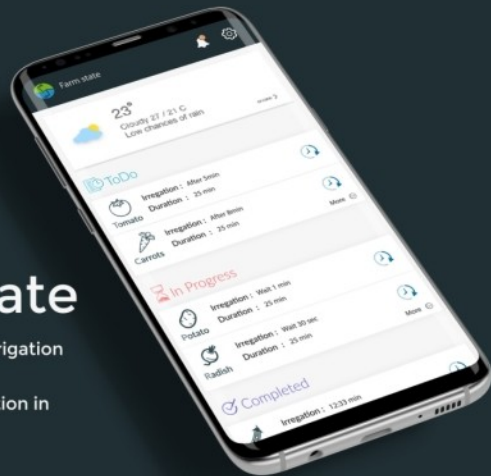 ate
rigation
tion in
Farm state
23°
Cloudy 27 / 21 C
Low chances of rain
ToDo
Irregation : After 5min
Duration : 25 min
Tomato
Irregation : After 8min
Duration : 25 min
Carrots
More
In Progress
Irregation : Wait 1 min
Duration : 25 min
Potato
Irregation : Wait 30 sec
Duration : 25 min
Radish
More
Completed
Irregation : 12:33 min